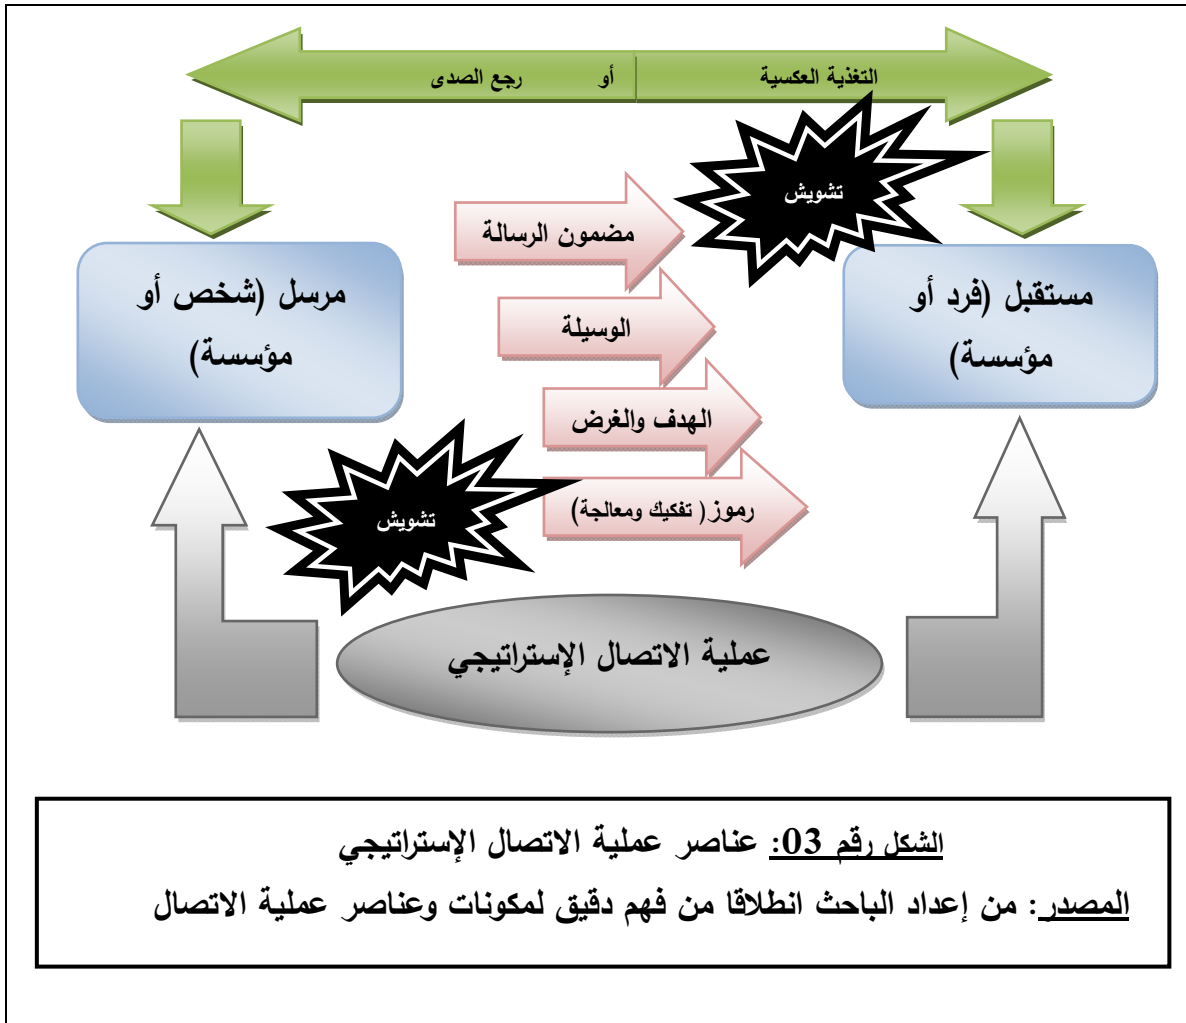 التغذية العكسية أو رجع الصدى
تشويش
مضمون الرسالة
مستقبل (فرد أو
مؤسسة)
مرسل (شخص أو
مؤسسة)
الوسيلة
الهدف والغرض
رموز( تفكيك ومعالجة)
تشويش
عملية الاتصال الإستراتيجي
الشكل رقم 03: عناصر عملية الاتصال الإستراتيجي
المصدر: من إعداد الباحث انطلاقا من فهم دقيق لمكونات وعناصر عملية الاتصال